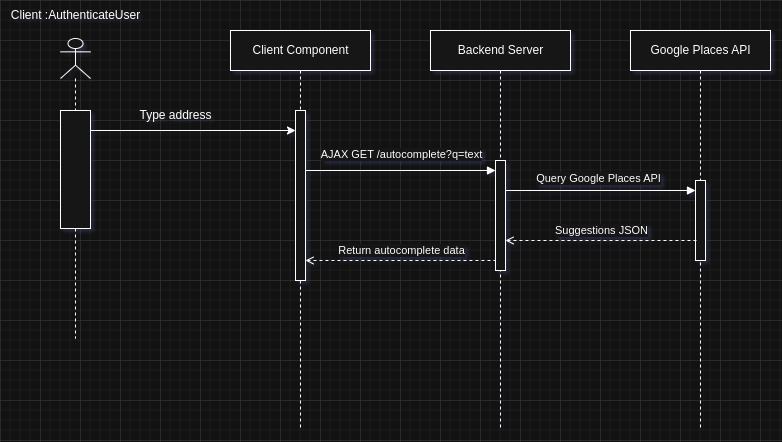 Client :AuthenticateUser
Client Component
Backend Server
Google Places API
Type address
AJAX GET /autocomplete?q=text
Query Google Places API
Suggestions JSON
Return autocomplete data